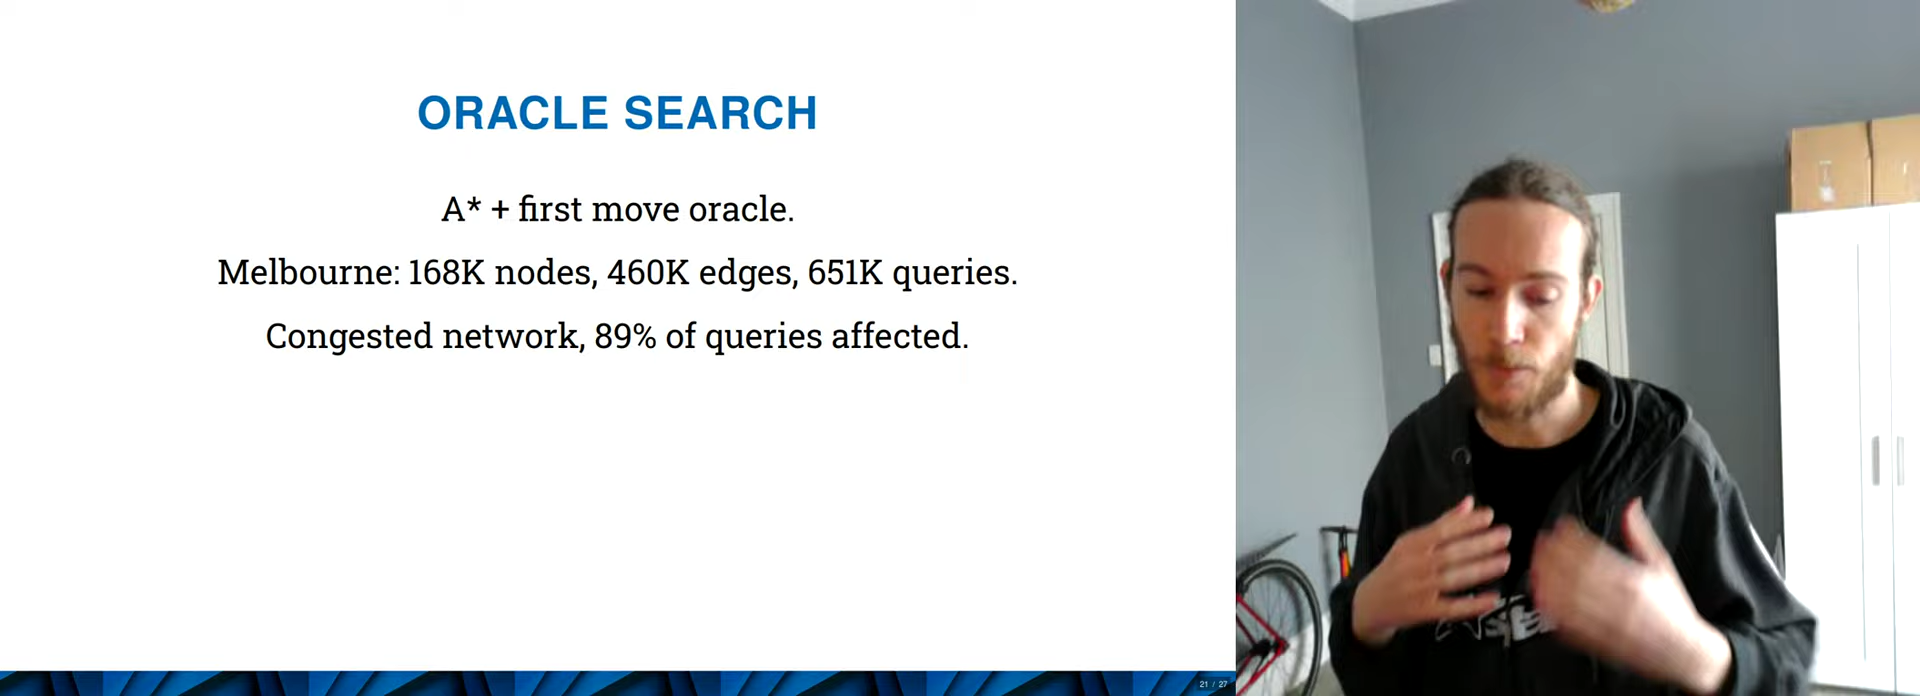 ORACLE SEARCH
A* + first move oracle.
Melbourne: 168K nodes, 460K edges, 651K queries.
Congested network, 89% of queries affected.
21 / 27